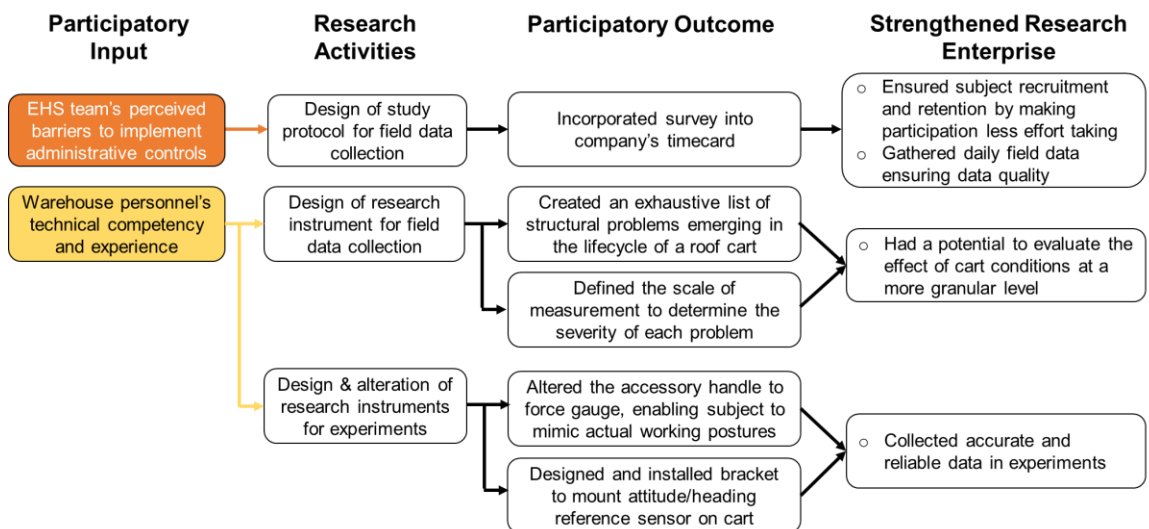 Participatory
Input
Research
Activities
Participatory Outcome
Strengthened Research
Enterprise
EHS team's perceived
barriers to implement
administrative controls
Design of study
protocol for field data
collection
Incorporated survey into
company's timecard
○ Ensured subject recruitment
and retention by making
participation less effort taking
○ Gathered daily field data
ensuring data quality
Warehouse personnel's
technical competency
and experience
Design of research
instrument for field
data collection
Created an exhaustive list of
structural problems emerging in
the lifecycle of a roof cart
Defined the scale of
measurement to determine the
severity of each problem
○ Had a potential to evaluate the
effect of cart conditions at a
more granular level
Design & alteration of
research instruments
for experiments
Altered the accessory handle to
force gauge, enabling subject to
mimic actual working postures
Designed and installed bracket
to mount attitude/heading
reference sensor on cart
○ Collected accurate and
reliable data in experiments